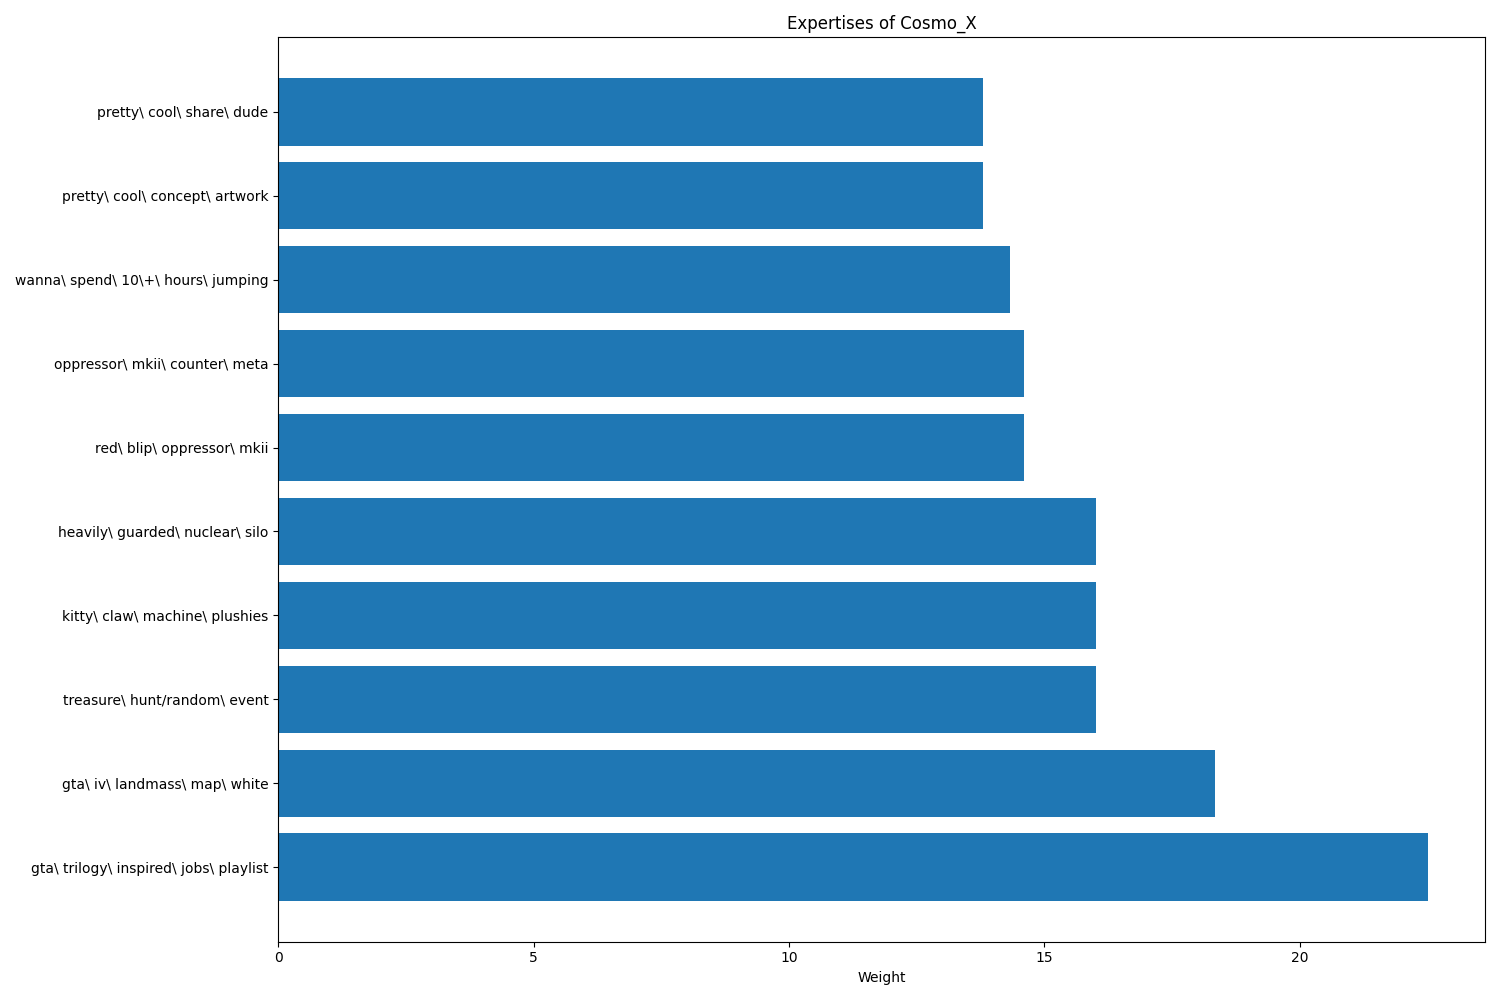 Expertises of Cosmo_X
pretty\ cool\ share\ dude
pretty\ cool\ concept\ artwork
wanna\ spend\ 10\+\ hours\ jumping
oppressor\ mkii\ counter\ meta
red\ blip\ oppressor\ mkii
heavily\ guarded\ nuclear\ silo
kitty\ claw\ machine\ plushies
treasure\ hunt/random\ event
gta\ iv\ landmass\ map\ white
gta\ trilogy\ inspired\ jobs\ playlist
0 5 10 15 20
Weight